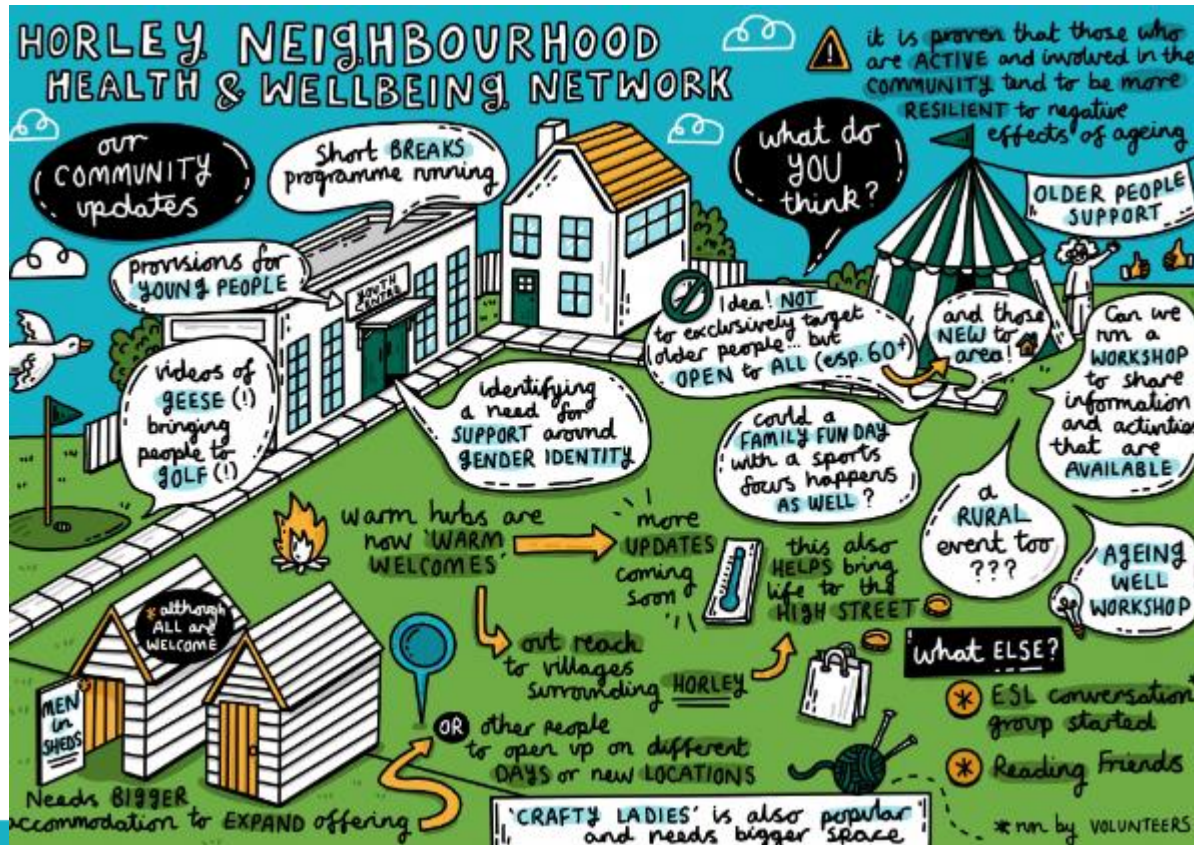 HORLEY NEIGHBOURHOOD
HEALTH & WELLBEING NETWORK
it is proven that those who
are ACTIVE and involved in the
COMMUNITY tend to be more
RESILIENT to negative
effects of ageing
our
COMMUNITY
updates
Short BREAKS
programme running
provisions for
YOUNG PEOPLE
YOUTH
CENTRE
videos of
GEESE (!)
bringing
people to
GOLF (!)
identifying
a need for
SUPPORT around
GENDER IDENTITY
what do
YOU
think?
OLDER PEOPLE
SUPPORT
Idea! NOT
to exclusively target
older people... but
OPEN to ALL (esp. 60+)
and those
NEW to
area!
Can we
run a
WORKSHOP
to share
information
and activities
that are
AVAILABLE
could a
FAMILY FUN DAY
with a sports
focus happens
AS WELL?
a
RURAL
event too
???
AGEING
WELL
WORKSHOP
warm hubs are
now 'WARM
WELCOMES'
more
UPDATES
coming
soon
this also
HELPS bring
life to the
HIGH STREET
out reach
to villages
surrounding HORLEY
OR other people
to open up on different
DAYS or new LOCATIONS
* although
ALL are
WELCOME
MEN
in
SHEDS
Needs BIGGER
accommodation to EXPAND offering
'CRAFTY LADIES' is also popular
and needs bigger space
what ELSE?
* ESL conversation*
group started
* Reading Friends
* run by VOLUNTEERS